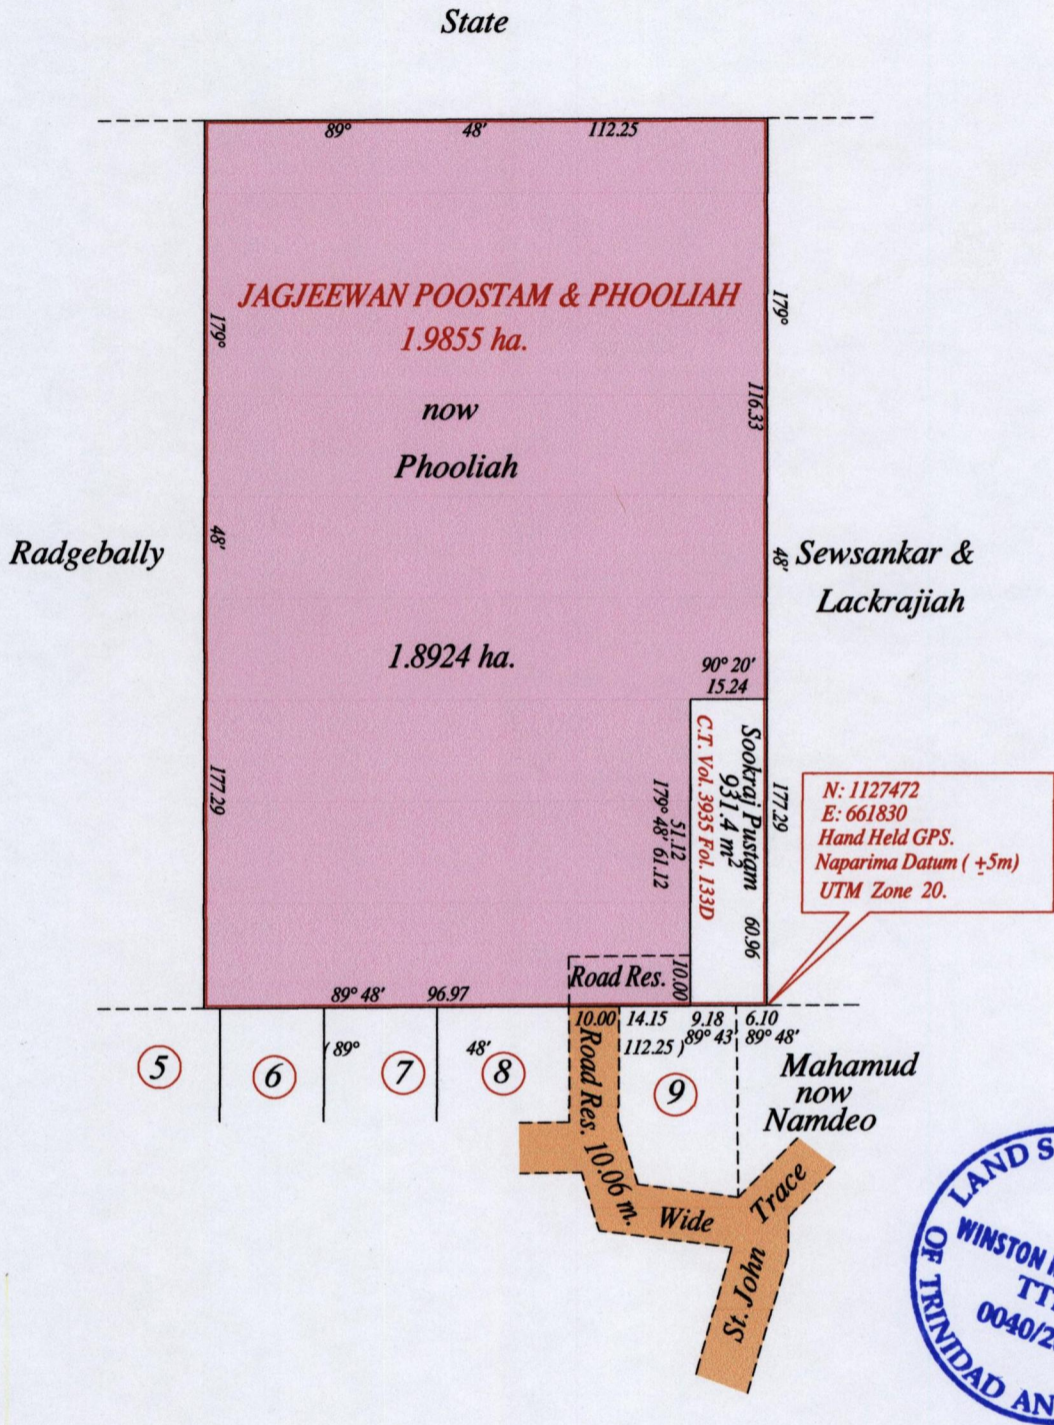 State
89° 48' 112.25
JAGJEEWAN POOSTAM & PHOOLIAH
1.9855 ha.
now
Phooliah
1.8924 ha.
179°
48'
177.29
Radgebally
179°
116.33
48'
177.29
Sewsankar &
Lackrajiah
90° 20'
15.24
Sookraj Pustam 60.96
931.4 m²
C.T. Vol. 3935 Fol. 133D
51.12
179° 48' 61.12
10.00
Road Res.
N: 1127472
E: 661830
Hand Held GPS.
Naparima Datum ( ±5m)
UTM Zone 20.
89° 48' 96.97
10.00 14.15 9.18 6.10
( 89° 48' 112.25 ) 89° 43' 89° 48'
5
6
7
8
9
Mahamud
now
Namdeo
Road Res. 10.06 m.
Wide
Trace
St. John
LAND S
WINSTON
TT
0040/2
OF TRINIDAD AN